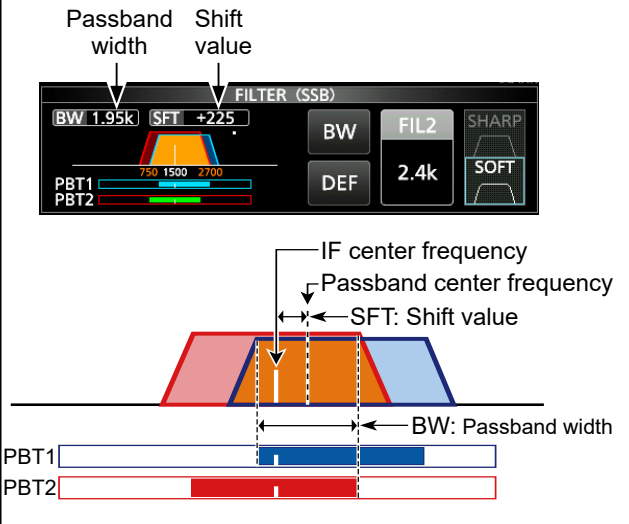 Passband width
Shift value
FILTER (SSB)
BW 1.95k SFT +225
BW
FIL2
SHARP
750 1500 2700
DEF
2.4k
SOFT
PBT1
PBT2
IF center frequency
Passband center frequency
SFT: Shift value
BW: Passband width
PBT1
PBT2